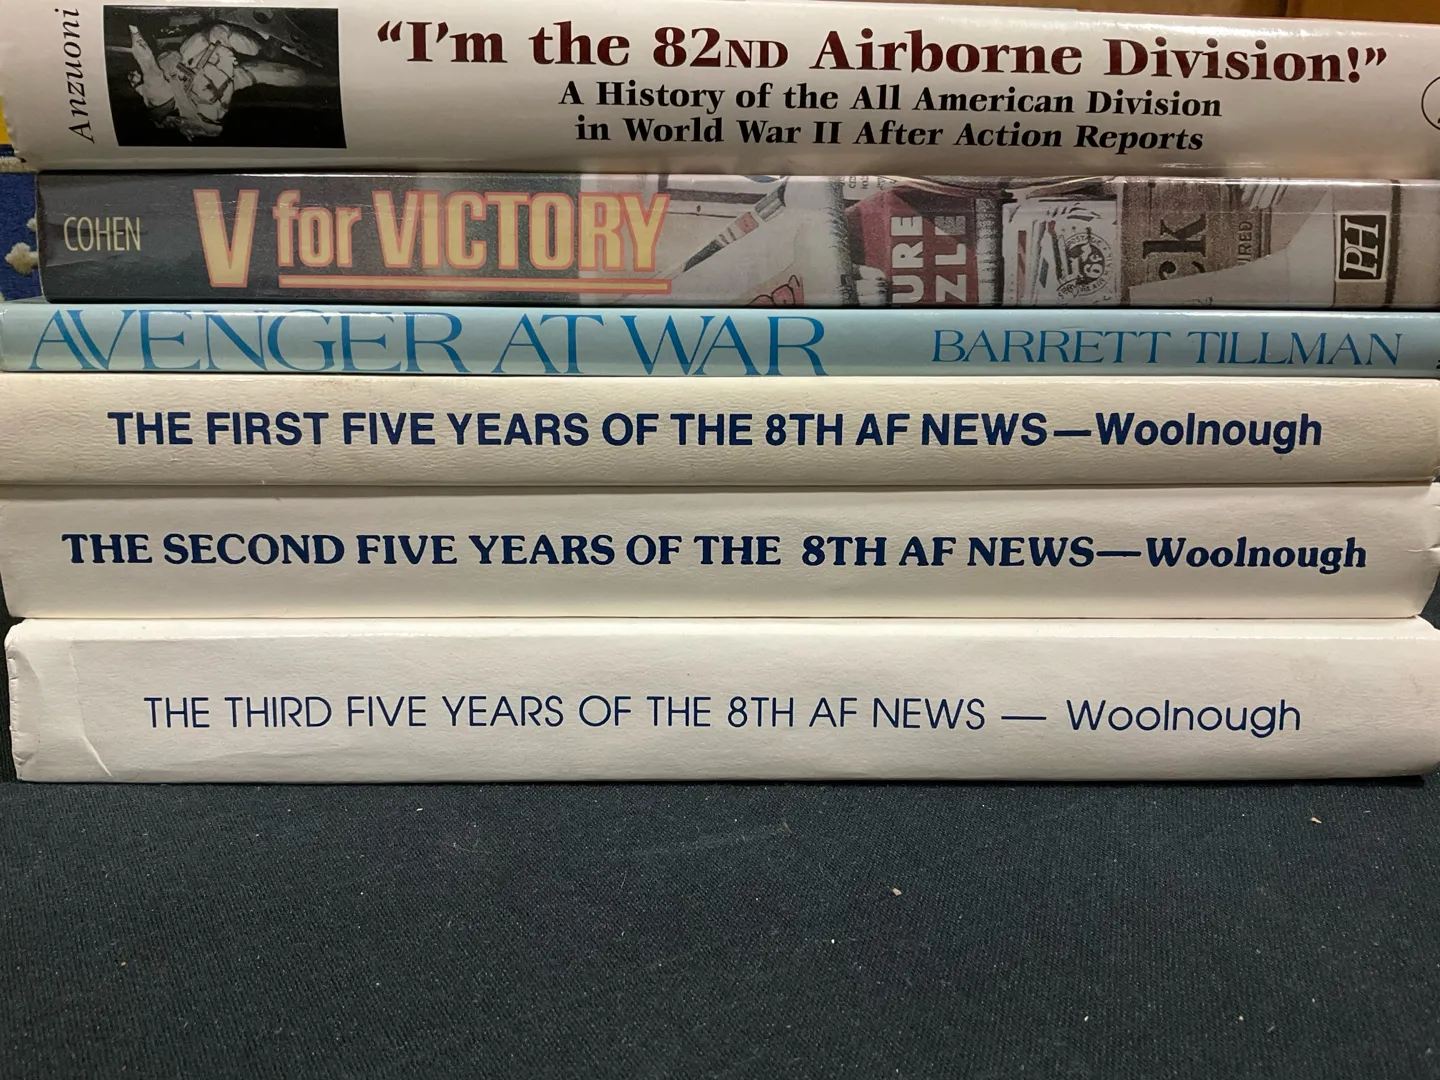 Anzuoni
“I’m the 82ND Airborne Division!”
A History of the All American Division
in World War II After Action Reports
COHEN
V for VICTORY
PH
AVENGER AT WAR
BARRETT TILLMAN
THE FIRST FIVE YEARS OF THE 8TH AF NEWS—Woolnough
THE SECOND FIVE YEARS OF THE 8TH AF NEWS—Woolnough
THE THIRD FIVE YEARS OF THE 8TH AF NEWS — Woolnough